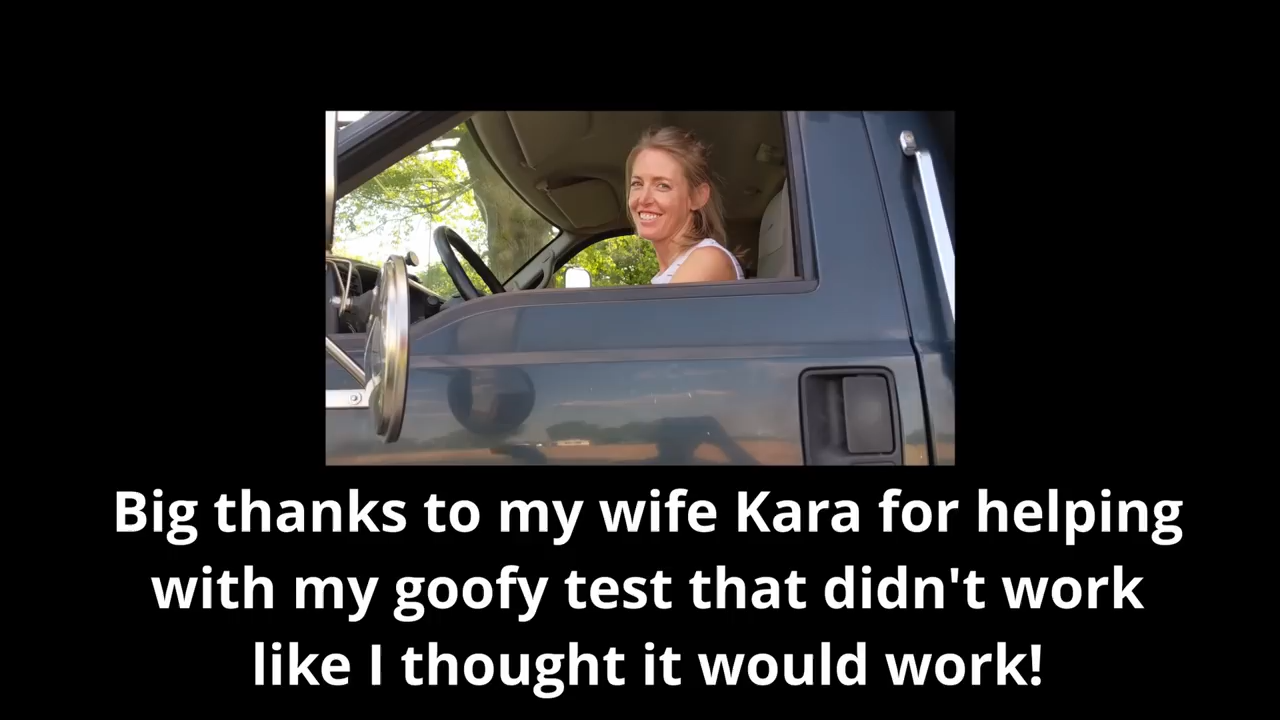 Big thanks to my wife Kara for helping
with my goofy test that didn't work
like I thought it would work!